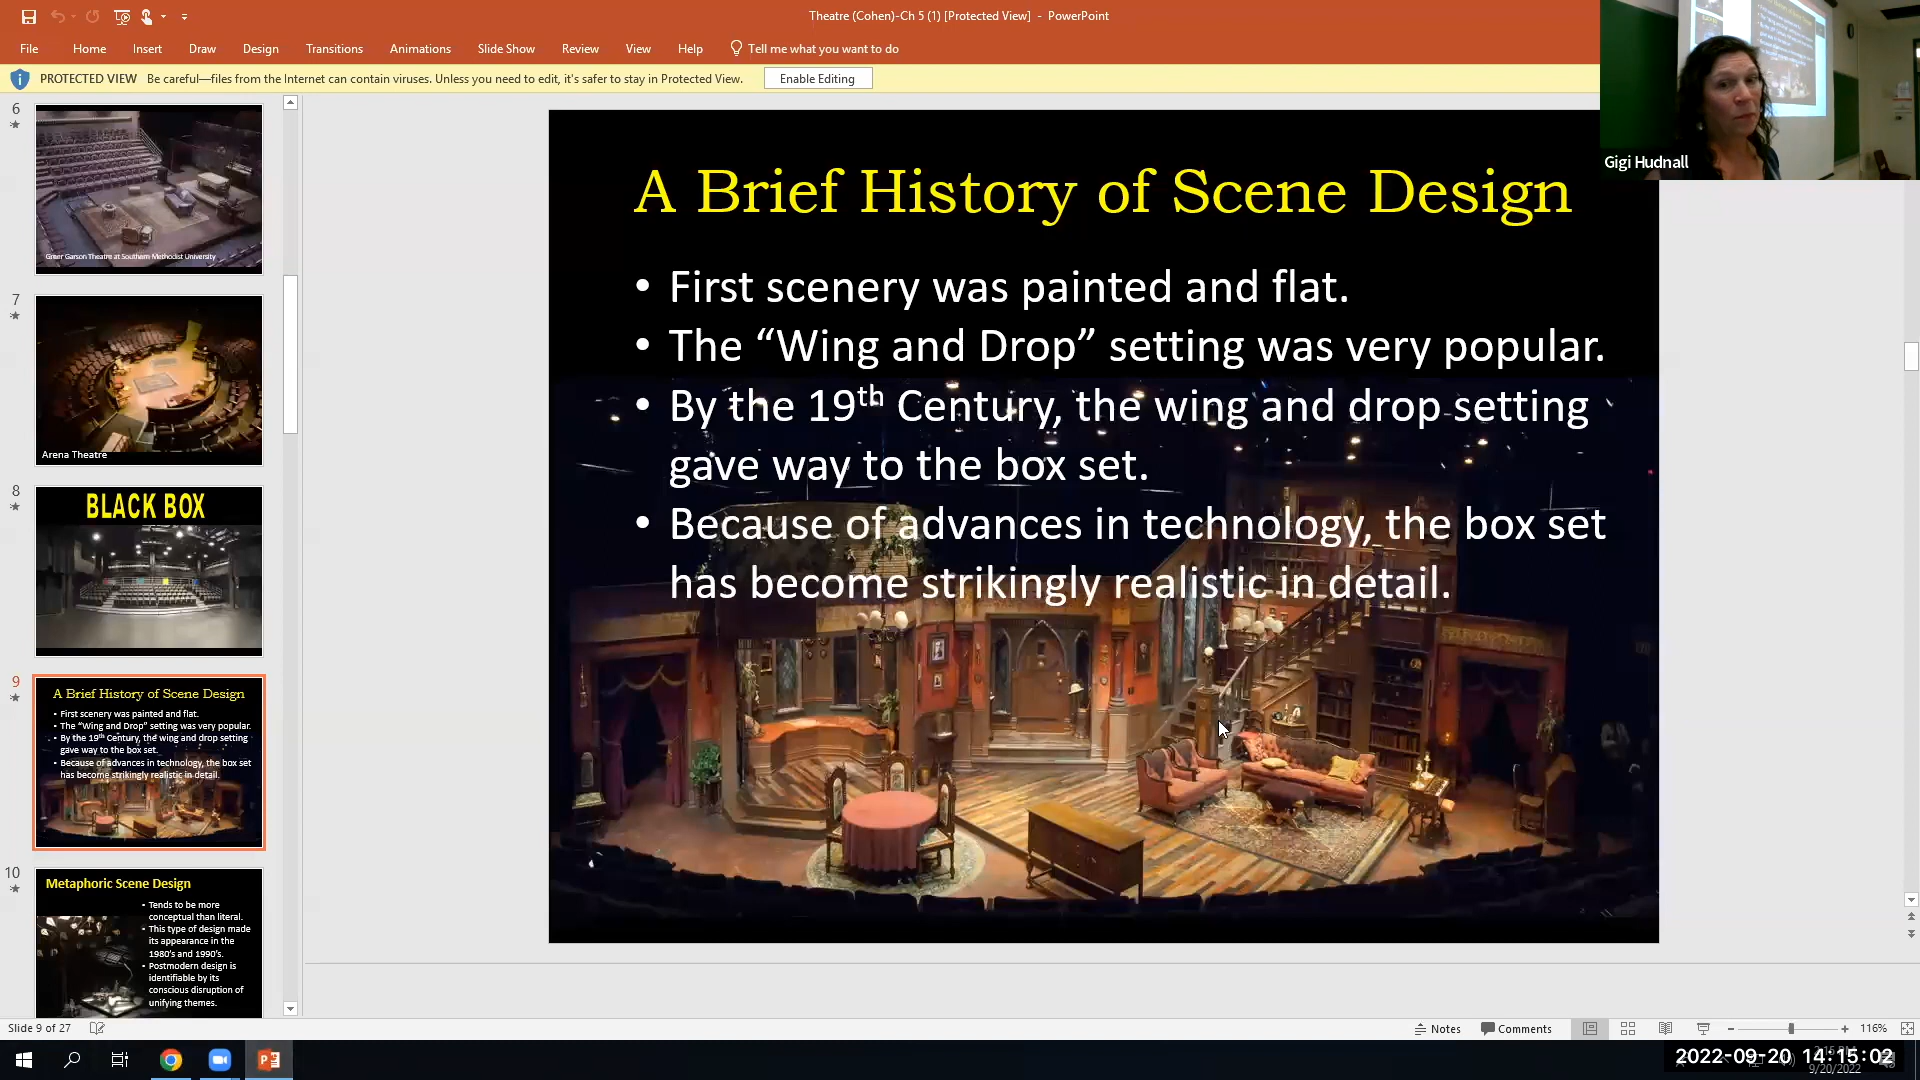 Theatre (Cohen)-Ch 5 (1) [Protected View] - PowerPoint
File Home Insert Draw Design Transitions Animations Slide Show Review View Help Tell me what you want to do
PROTECTED VIEW Be careful—files from the Internet can contain viruses. Unless you need to edit, it's safer to stay in Protected View. Enable Editing
Gigi Hudnall
6
Greer Garson Theatre at Southern Methodist University
7
Arena Theatre
8
BLACK BOX
9
A Brief History of Scene Design
• First scenery was painted and flat.
• The “Wing and Drop” setting was very popular.
• By the 19th Century, the wing and drop setting
gave way to the box set.
• Because of advances in technology, the box set
has become strikingly realistic in detail.
10
Metaphoric Scene Design
• Tends to be more
conceptual than literal.
• This type of design made
its appearance in the
1980's and 1990's.
• Postmodern design is
identifiable by its
conscious disruption of
unifying themes.
A Brief History of Scene Design
• First scenery was painted and flat.
• The “Wing and Drop” setting was very popular.
• By the 19th Century, the wing and drop setting
gave way to the box set.
• Because of advances in technology, the box set
has become strikingly realistic in detail.
Slide 9 of 27
Notes Comments 116%
2022-09-20 14:15:02
9/20/2022